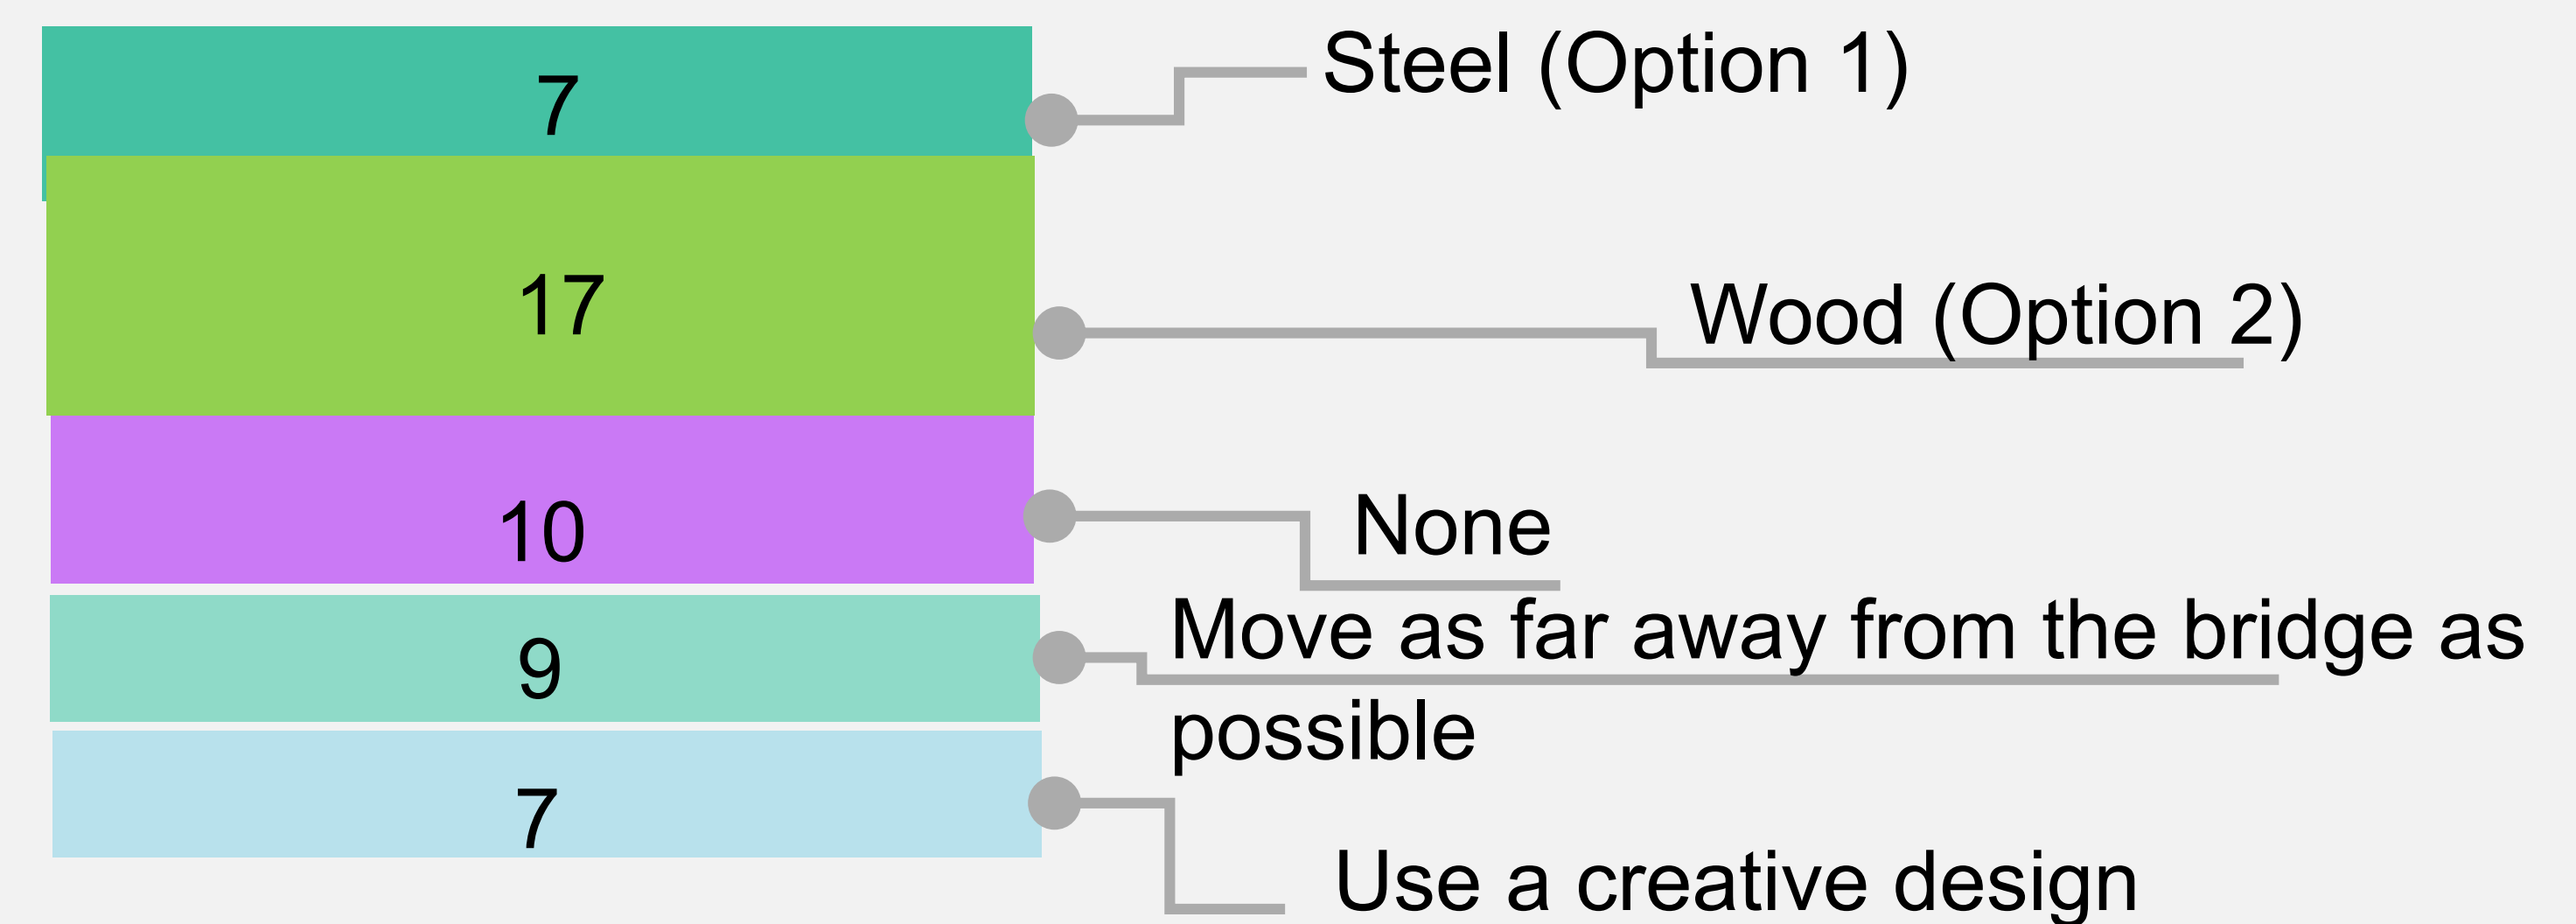 7
Steel (Option 1)
17
Wood (Option 2)
10
None
9
Move as far away from the bridge as
possible
7
Use a creative design